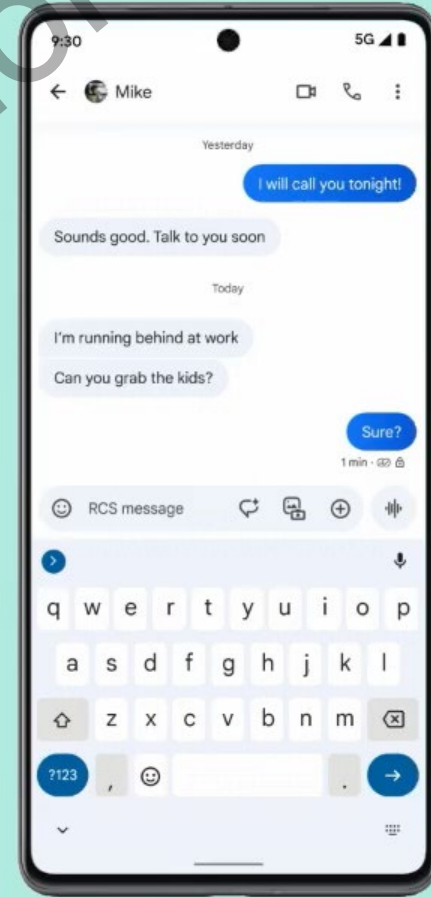 9:30
5G
Mike
Yesterday
I will call you tonight!
Sounds good. Talk to you soon
Today
I'm running behind at work
Can you grab the kids?
Sure?
1 min ·
RCS message
q w e r t y u i o p
a s d f g h j k l
z x c v b n m
?123 , .